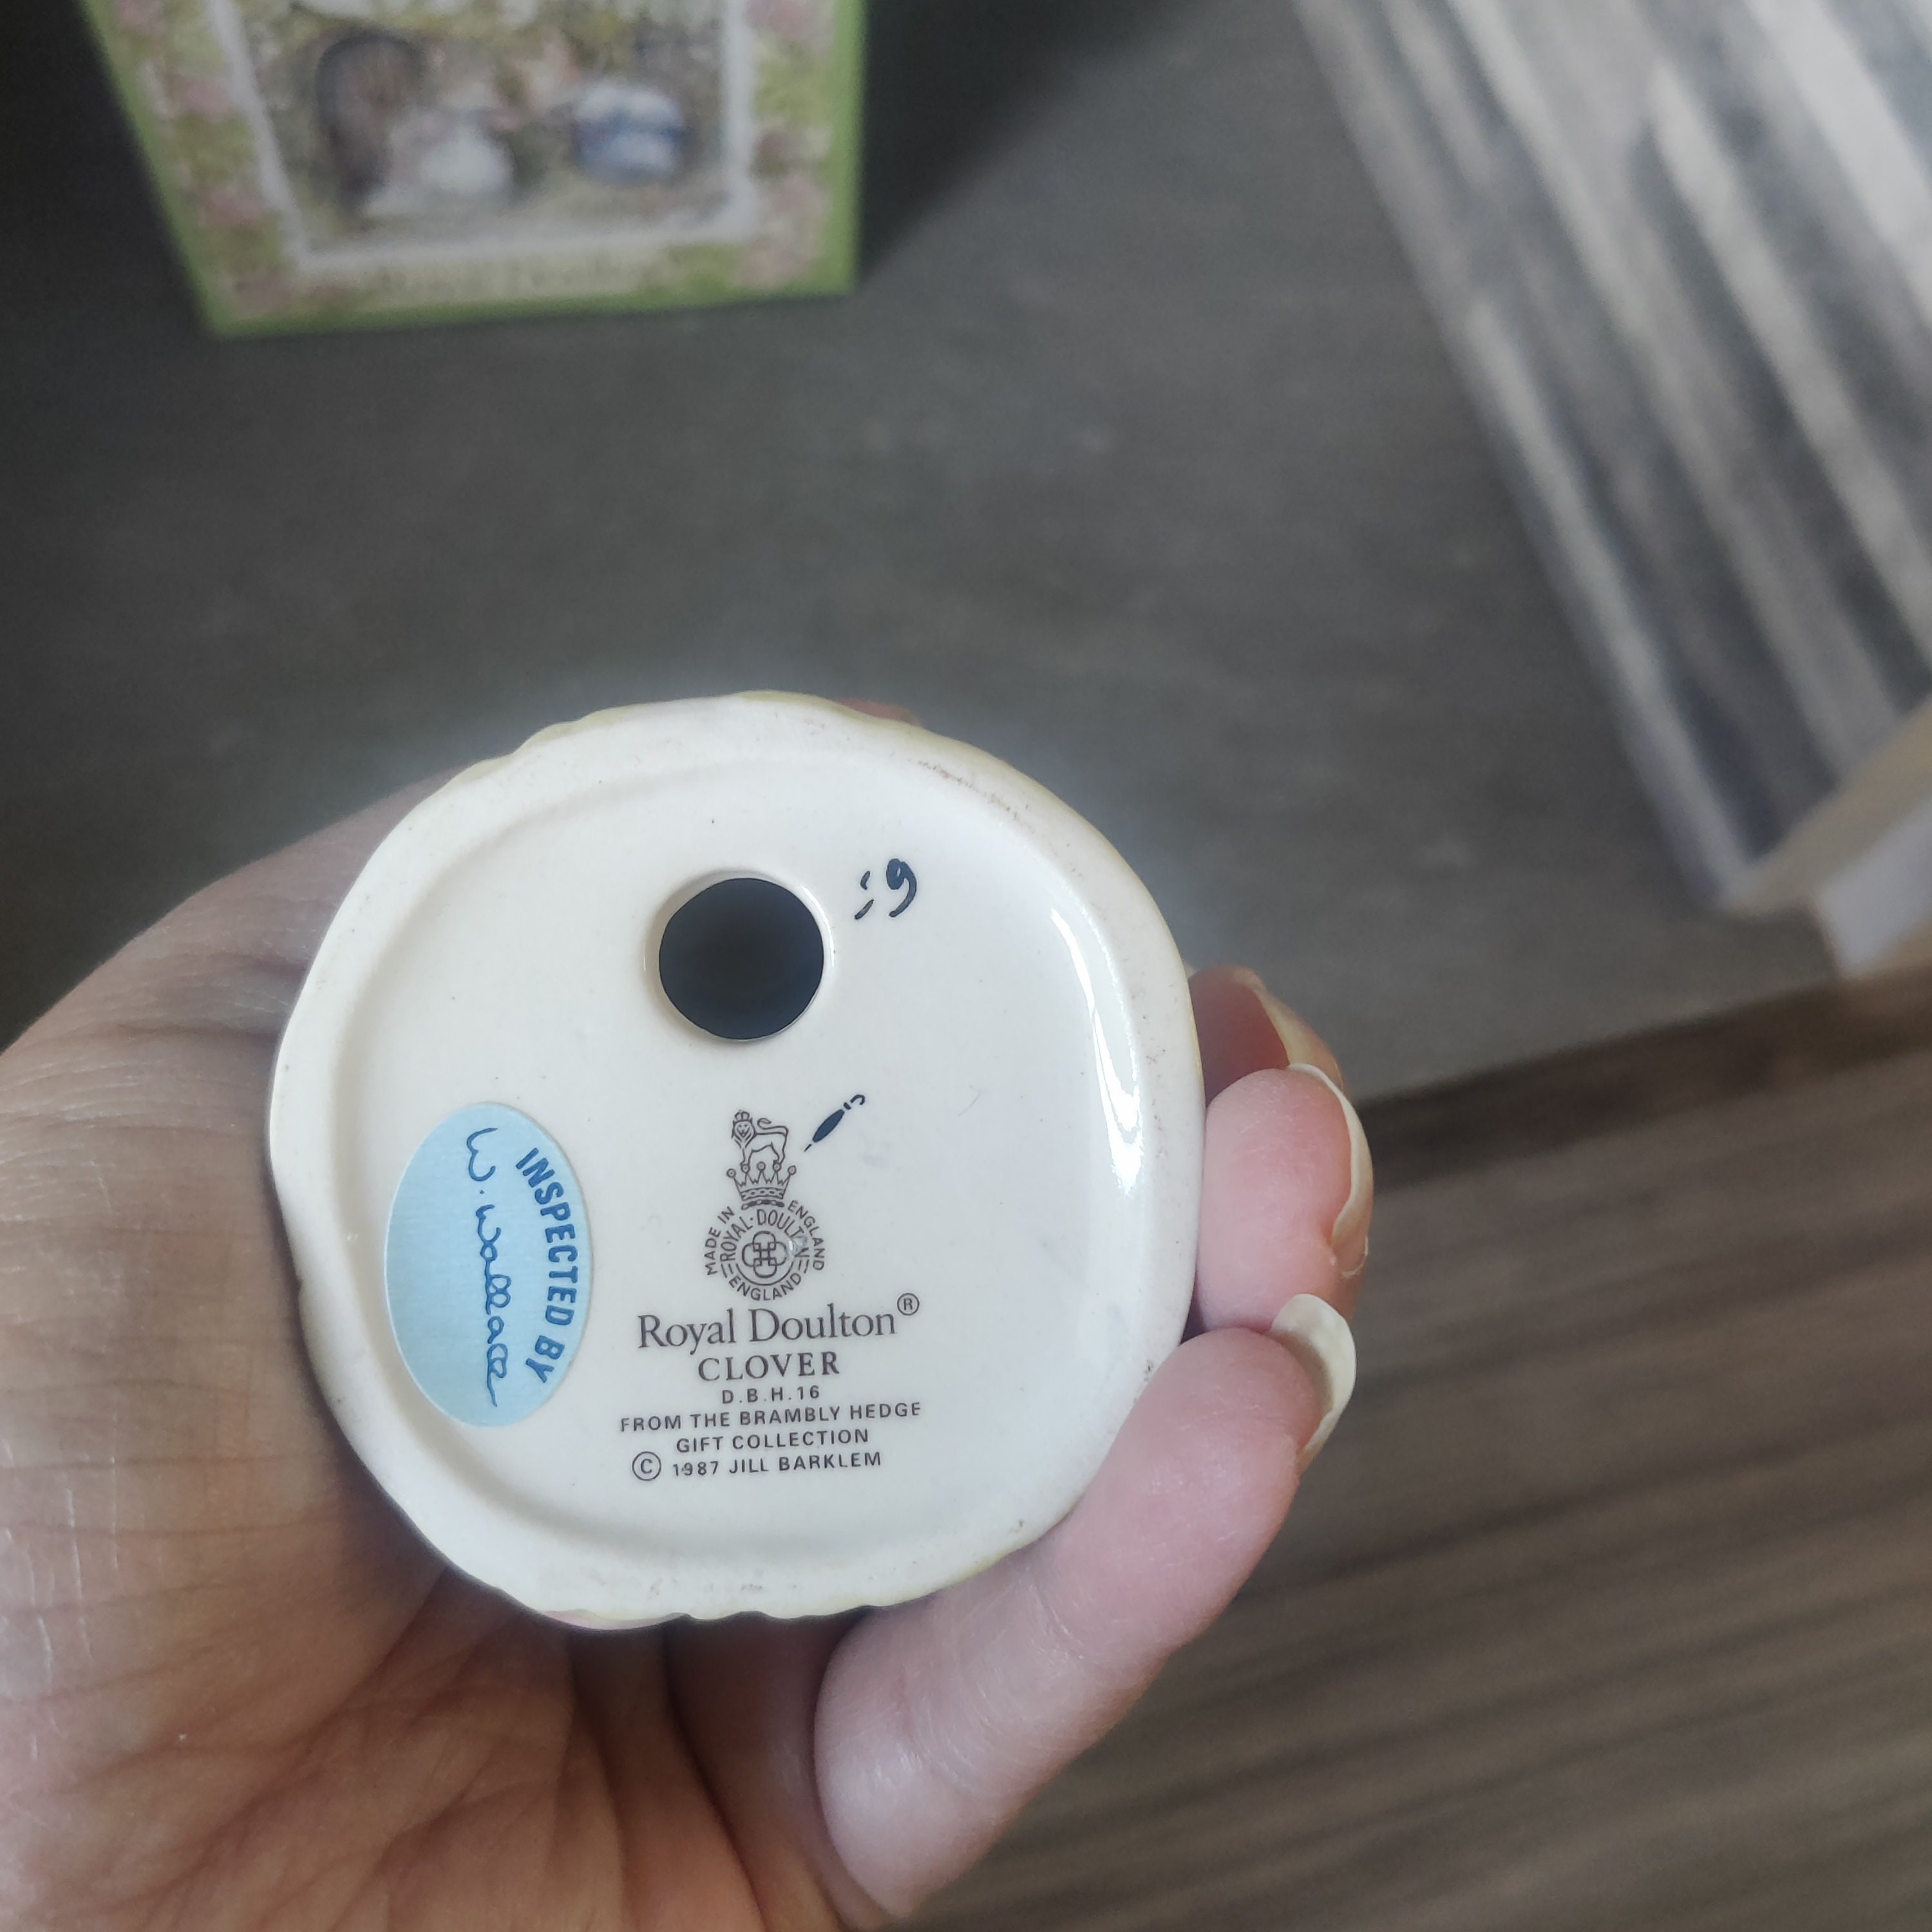 MADE IN ENGLAND
ROYAL·DOULTON
ENGLAND
Royal Doulton®
CLOVER
D.B.H.16
FROM THE BRAMBLY HEDGE
GIFT COLLECTION
© 1987 JILL BARKLEM
INSPECTED BY
W. Wallace